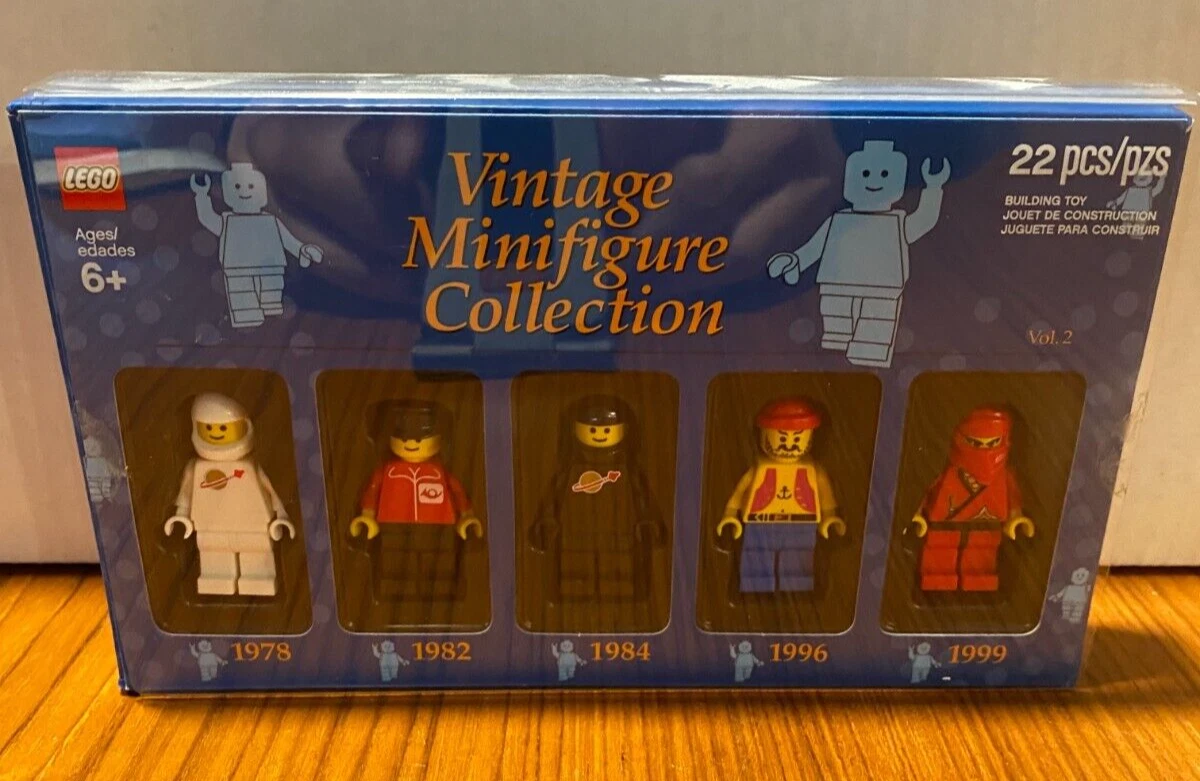 LEGO
Ages/
edades
6+
Vintage
Minifigure
Collection
22 pcs/pzs
BUILDING TOY
JOUET DE CONSTRUCTION
JUGUETE PARA CONSTRUIR
Vol. 2
1978
1982
1984
1996
1999